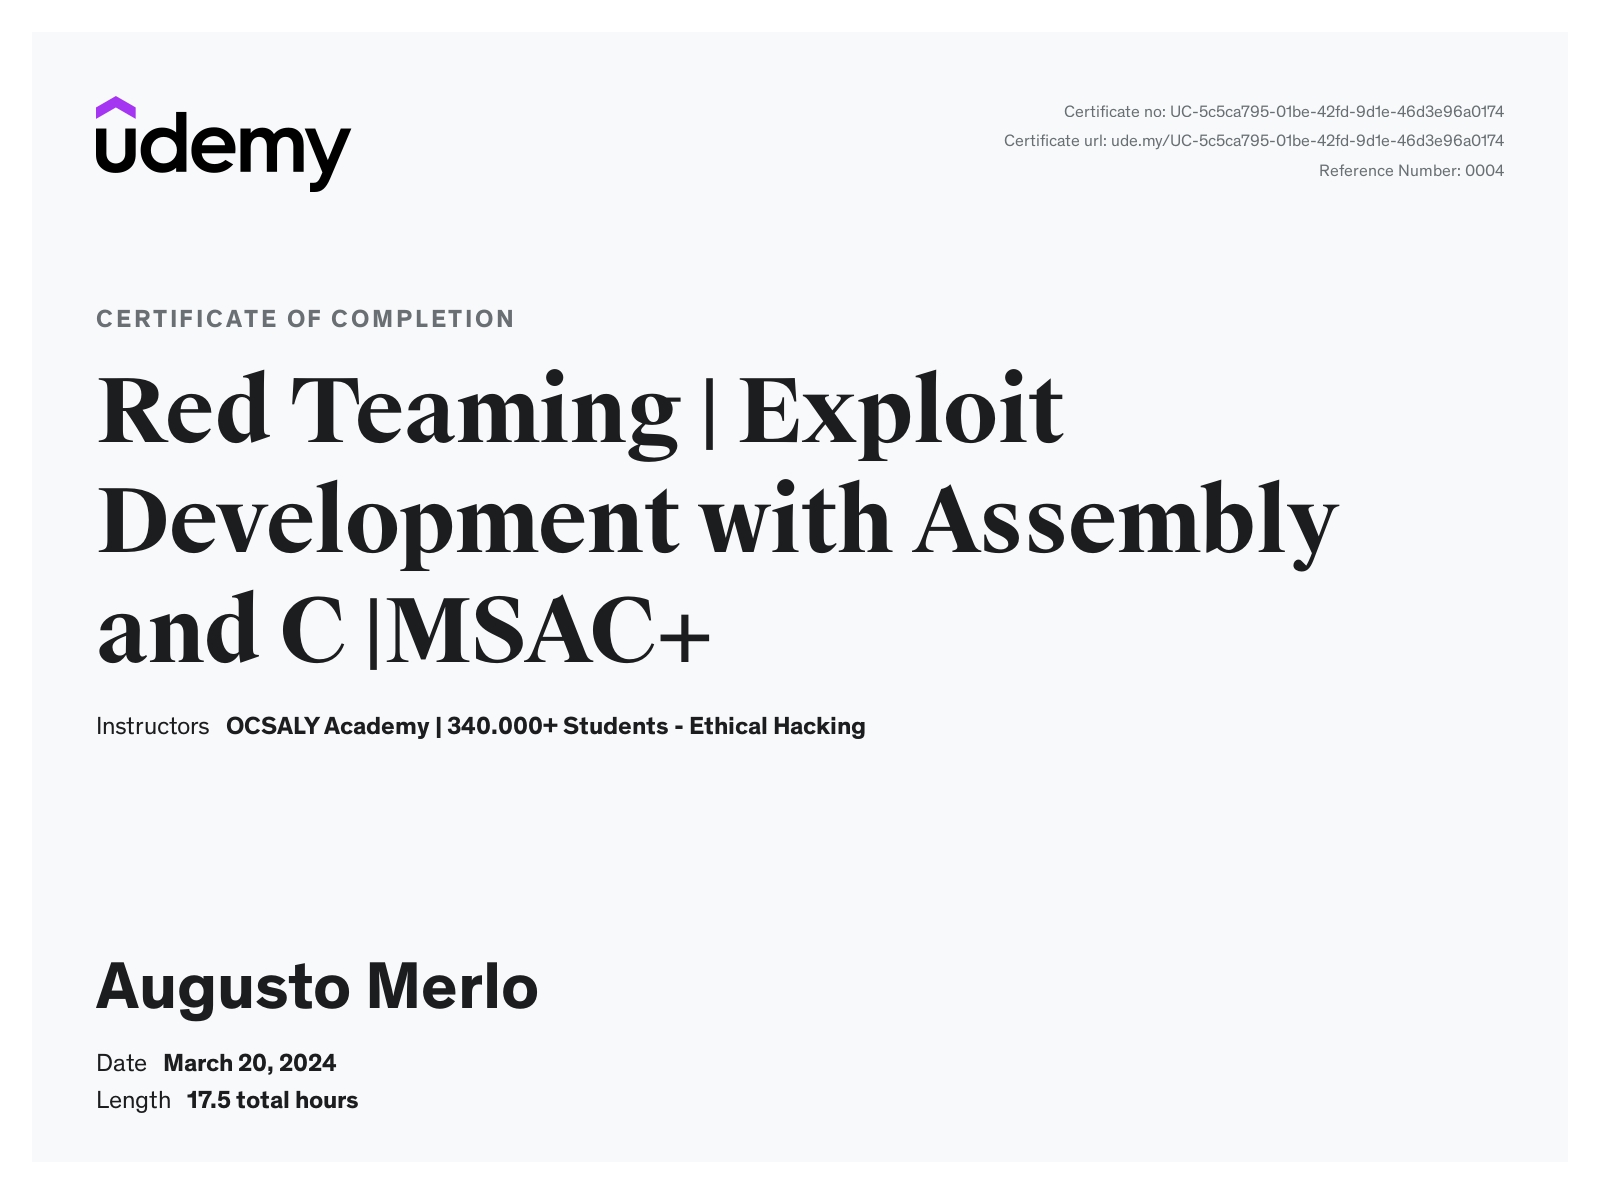 udemy
Certificate no: UC-5c5ca795-01be-42fd-9d1e-46d3e96a0174
Certificate url: ude.my/UC-5c5ca795-01be-42fd-9d1e-46d3e96a0174
Reference Number: 0004
CERTIFICATE OF COMPLETION
Red Teaming | Exploit
Development with Assembly
and C |MSAC+
Instructors OCSALY Academy | 340.000+ Students - Ethical Hacking
Augusto Merlo
Date March 20, 2024
Length 17.5 total hours